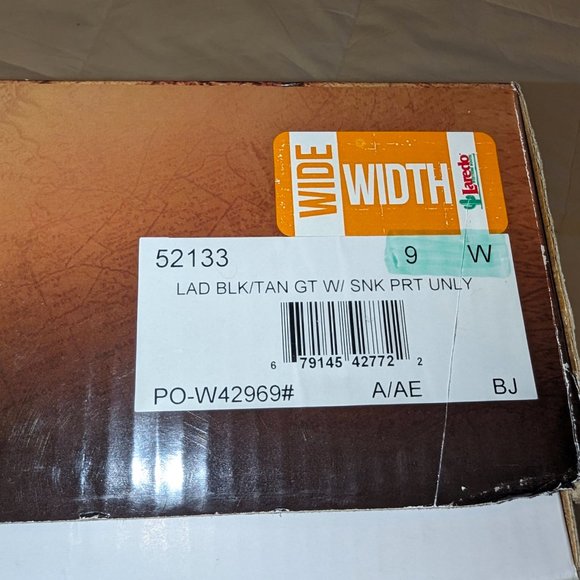 WIDE
WIDTH
Laredo
52133 9 W
LAD BLK/TAN GT W/ SNK PRT UNLY
6 79145 42772 2
PO-W42969# A/AE BJ